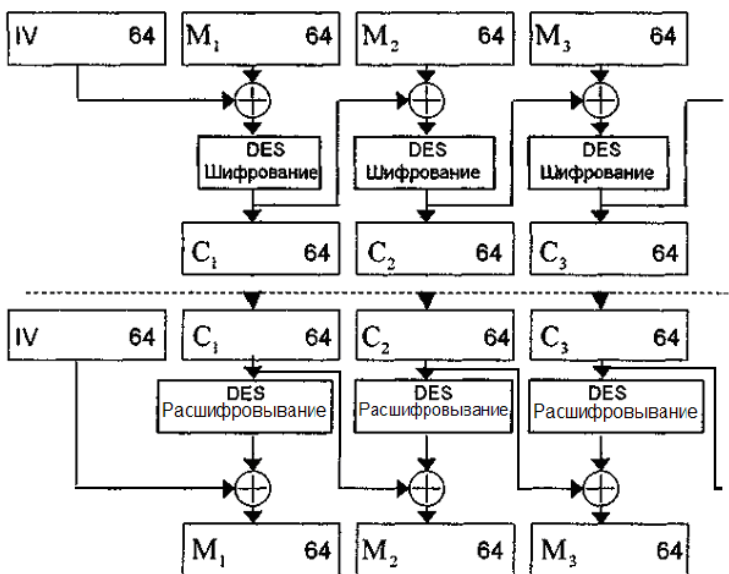 IV 64 M₁ 64 M₂ 64 M₃ 64
DES DES DES
Шифрование Шифрование Шифрование
C₁ 64 C₂ 64 C₃ 64
IV 64 C₁ 64 C₂ 64 C₃ 64
DES DES DES
Расшифровывание Расшифровывание Расшифровывание
M₁ 64 M₂ 64 M₃ 64